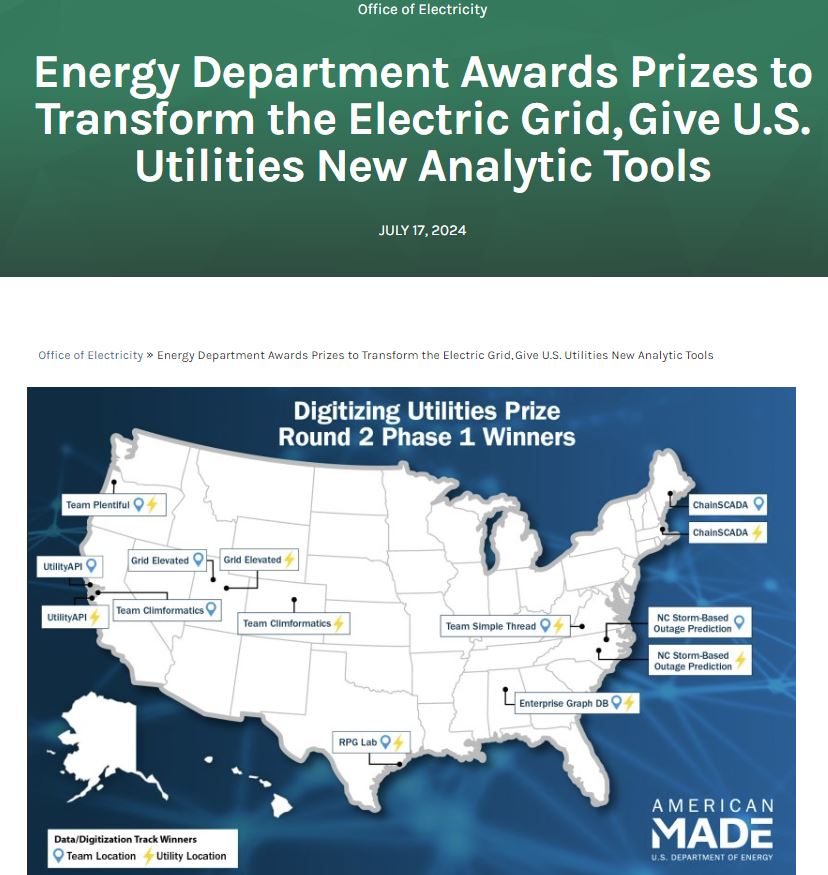 Office of Electricity
Energy Department Awards Prizes to
Transform the Electric Grid, Give U.S.
Utilities New Analytic Tools
JULY 17, 2024
Office of Electricity » Energy Department Awards Prizes to Transform the Electric Grid, Give U.S. Utilities New Analytic Tools
Digitizing Utilities Prize
Round 2 Phase 1 Winners
Team Plentiful
ChainSCADA
ChainSCADA
UtilityAPI
Grid Elevated
Grid Elevated
UtilityAPI
Team Climformatics
Team Climformatics
Team Simple Thread
NC Storm-Based
Outage Prediction
NC Storm-Based
Outage Prediction
Enterprise Graph DB
RPG Lab
AMERICAN
MADE
U.S. DEPARTMENT OF ENERGY
Data/Digitization Track Winners
Team Location Utility Location